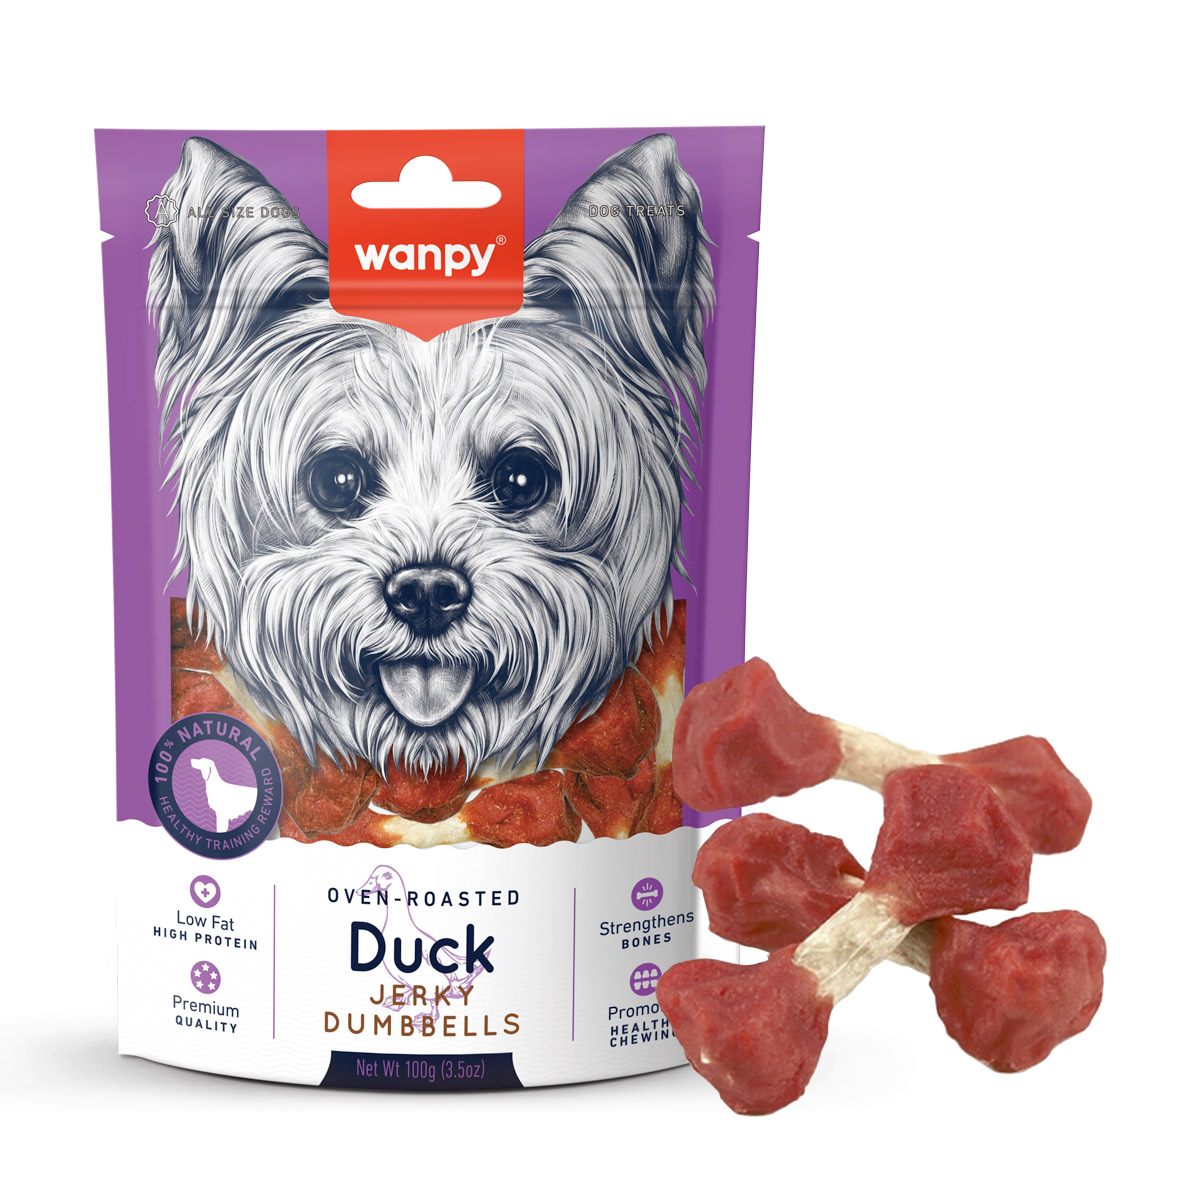 ALL SIZE DOGS
DOG TREATS
wanpy®
100% NATURAL
HEALTHY TRAINING REWARD
Low Fat
HIGH PROTEIN
Premium
QUALITY
OVEN-ROASTED
Duck
JERKY
DUMBBELLS
Net Wt 100g (3.5oz)
Strengthens
BONES